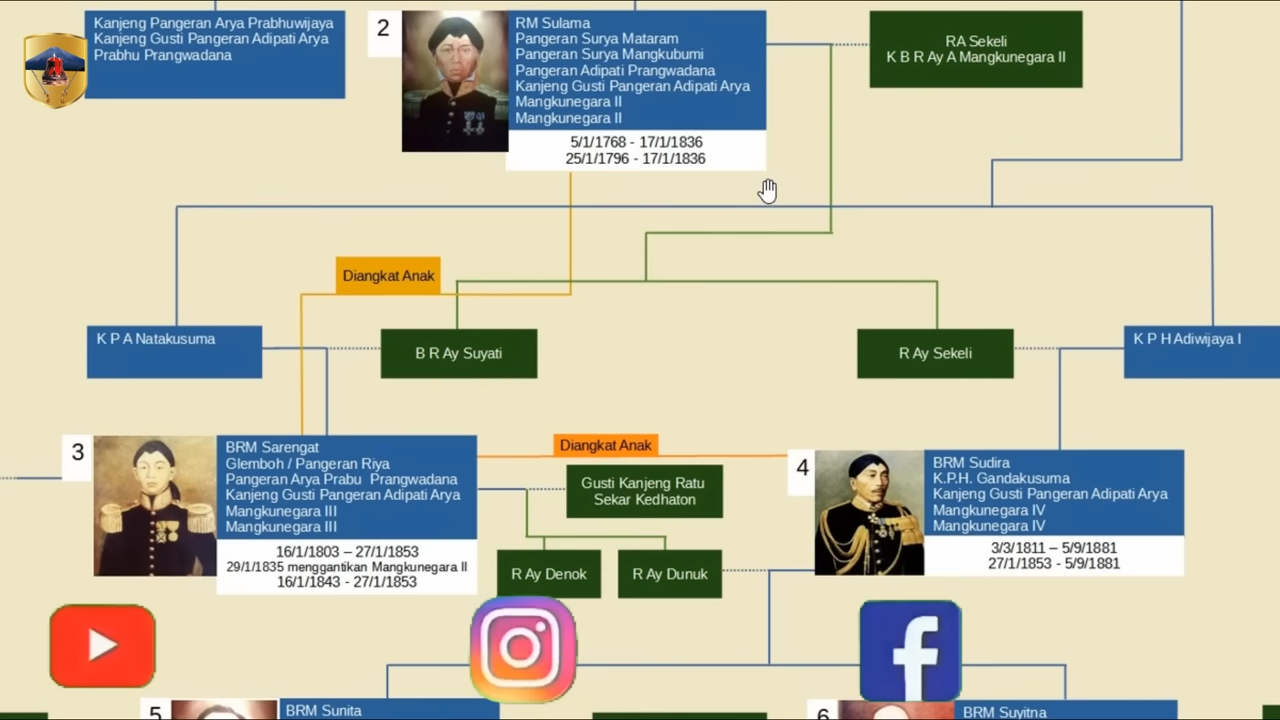 Kanjeng Pangeran Arya Prabhuwijaya
Kanjeng Gusti Pangeran Adipati Arya
Prabhu Prangwadana
2
RM Sulama
Pangeran Surya Mataram
Pangeran Surya Mangkubumi
Pangeran Adipati Prangwadana
Kanjeng Gusti Pangeran Adipati Arya
Mangkunegara II
Mangkunegara II
5/1/1768 - 17/1/1836
25/1/1796 - 17/1/1836
RA Sekeli
K B R Ay A Mangkunegara II
Diangkat Anak
K P A Natakusuma
B R Ay Suyati
R Ay Sekeli
K P H Adiwijaya I
3
BRM Sarengat
Glemboh / Pangeran Riya
Pangeran Arya Prabu  Prangwadana
Kanjeng Gusti Pangeran Adipati Arya
Mangkunegara III
Mangkunegara III
16/1/1803 – 27/1/1853
29/1/1835 menggantikan Mangkunegara II
16/1/1843 - 27/1/1853
Diangkat Anak
Gusti Kanjeng Ratu
Sekar Kedhaton
R Ay Denok
R Ay Dunuk
4
BRM Sudira
K.P.H. Gandakusuma
Kanjeng Gusti Pangeran Adipati Arya
Mangkunegara IV
Mangkunegara IV
3/3/1811 – 5/9/1881
27/1/1853 - 5/9/1881
f
5
BRM Sunita
6
BRM Suyitna